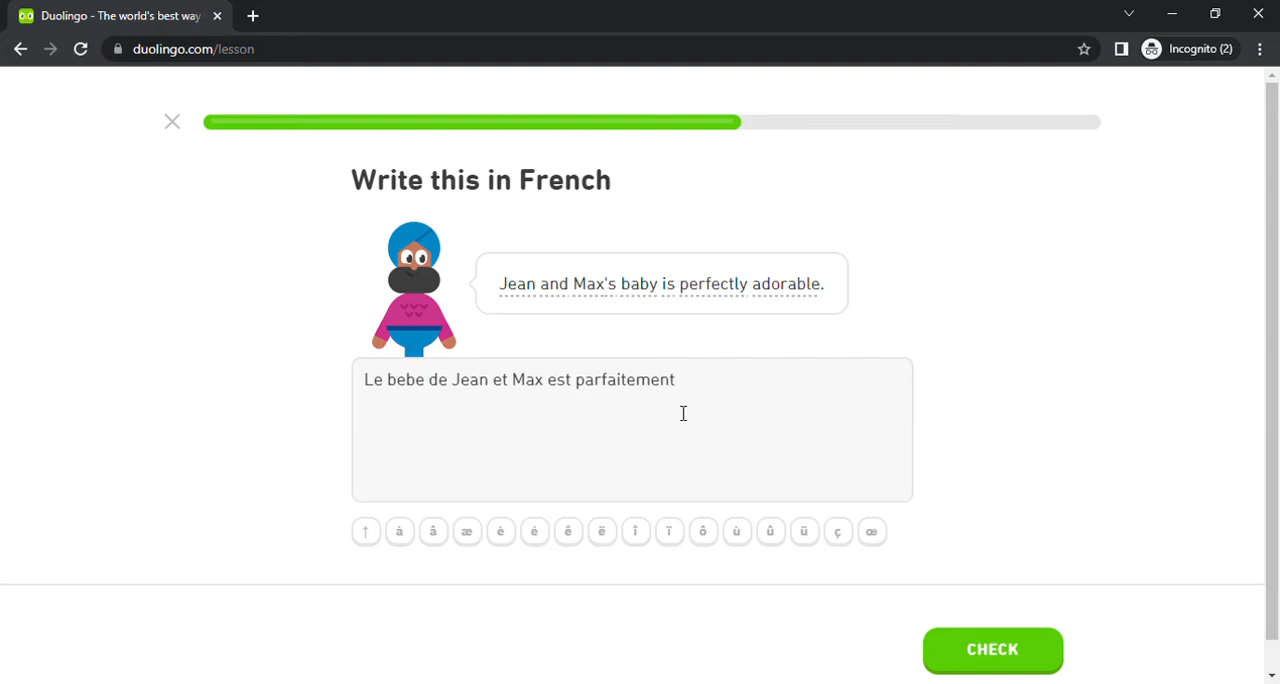 Duolingo - The world's best way
duolingo.com/lesson
Incognito (2)
Write this in French
Jean and Max's baby is perfectly adorable.
Le bebe de Jean et Max est parfaitement
↑ à â æ è é ê ë î ï ô ù û ü ç œ
CHECK